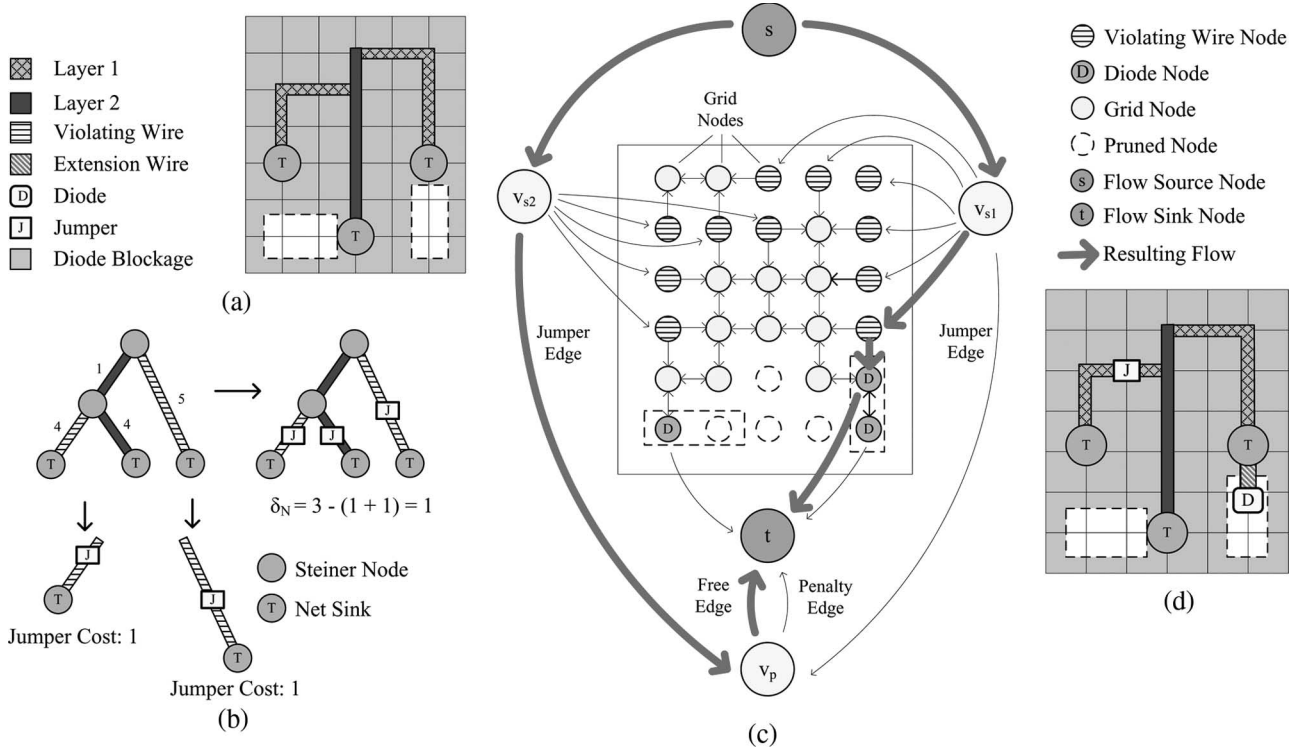 Layer 1
Layer 2
Violating Wire
Extension Wire
D
Diode
J
Jumper
Diode Blockage
T
T
T
(a)
1
4
4
5
T
T
T
J
J
J
T
T
T
δN = 3 - (1 + 1) = 1
J
T
Jumper Cost: 1
J
T
Jumper Cost: 1
Steiner Node
T
Net Sink
(b)
s
Grid
Nodes
vs2
vs1
Jumper
Edge
Jumper
Edge
D
D
D
t
Free
Edge
Penalty
Edge
vp
(c)
Violating Wire Node
D
Diode Node
Grid Node
Pruned Node
s
Flow Source Node
t
Flow Sink Node
Resulting Flow
J
T
T
D
T
(d)